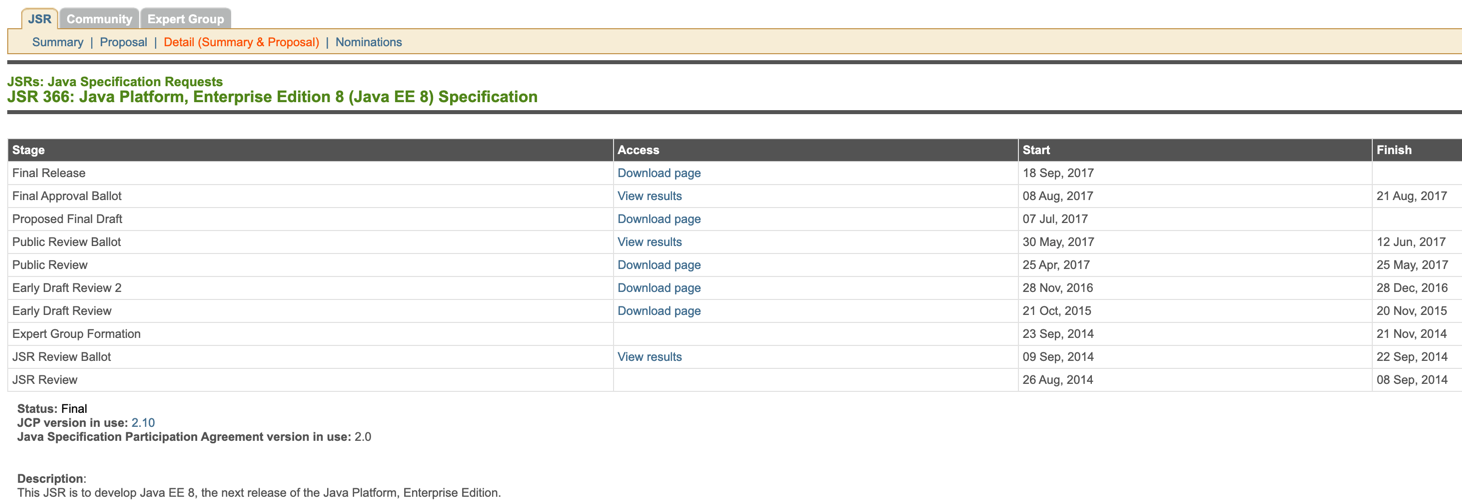 JSR Community Expert Group
Summary | Proposal | Detail (Summary & Proposal) | Nominations
JSRs: Java Specification Requests
JSR 366: Java Platform, Enterprise Edition 8 (Java EE 8) Specification
Stage Access Start Finish
Final Release Download page 18 Sep, 2017
Final Approval Ballot View results 08 Aug, 2017 21 Aug, 2017
Proposed Final Draft Download page 07 Jul, 2017
Public Review Ballot View results 30 May, 2017 12 Jun, 2017
Public Review Download page 25 Apr, 2017 25 May, 2017
Early Draft Review 2 Download page 28 Nov, 2016 28 Dec, 2016
Early Draft Review Download page 21 Oct, 2015 20 Nov, 2015
Expert Group Formation 23 Sep, 2014 21 Nov, 2014
JSR Review Ballot View results 09 Sep, 2014 22 Sep, 2014
JSR Review 26 Aug, 2014 08 Sep, 2014
Status: Final
JCP version in use: 2.10
Java Specification Participation Agreement version in use: 2.0
Description:
This JSR is to develop Java EE 8, the next release of the Java Platform, Enterprise Edition.